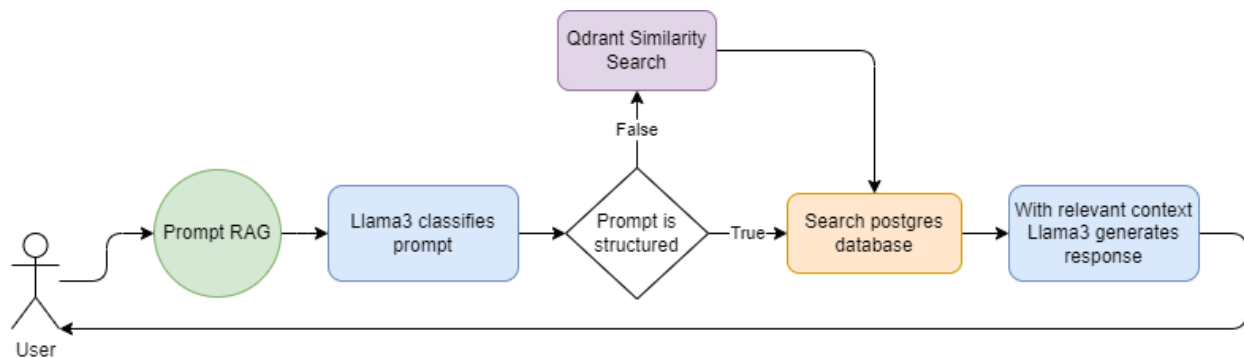 Qdrant Similarity
Search
False
Prompt RAG
Llama3 classifies
prompt
Prompt is
structured
True
Search postgres
database
With relevant context
Llama3 generates
response
User